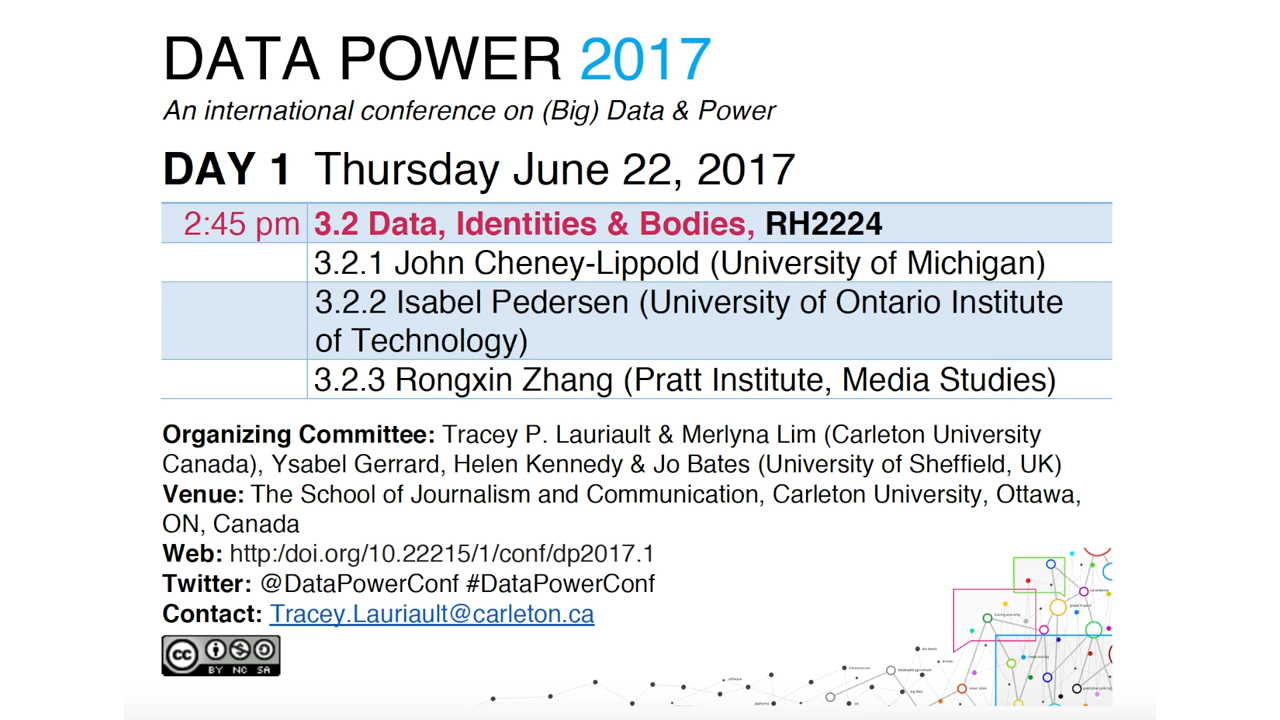 DATA POWER 2017
An international conference on (Big) Data & Power
DAY 1 Thursday June 22, 2017
2:45 pm 3.2 Data, Identities & Bodies, RH2224
3.2.1 John Cheney-Lippold (University of Michigan)
3.2.2 Isabel Pedersen (University of Ontario Institute
of Technology)
3.2.3 Rongxin Zhang (Pratt Institute, Media Studies)
Organizing Committee: Tracey P. Lauriault & Merlyna Lim (Carleton University
Canada), Ysabel Gerrard, Helen Kennedy & Jo Bates (University of Sheffield, UK)
Venue: The School of Journalism and Communication, Carleton University, Ottawa,
ON, Canada
Web: http:/doi.org/10.22215/1/conf/dp2017.1
Twitter: @DataPowerConf #DataPowerConf
Contact: Tracey.Lauriault@carleton.ca
cc BY NC SA